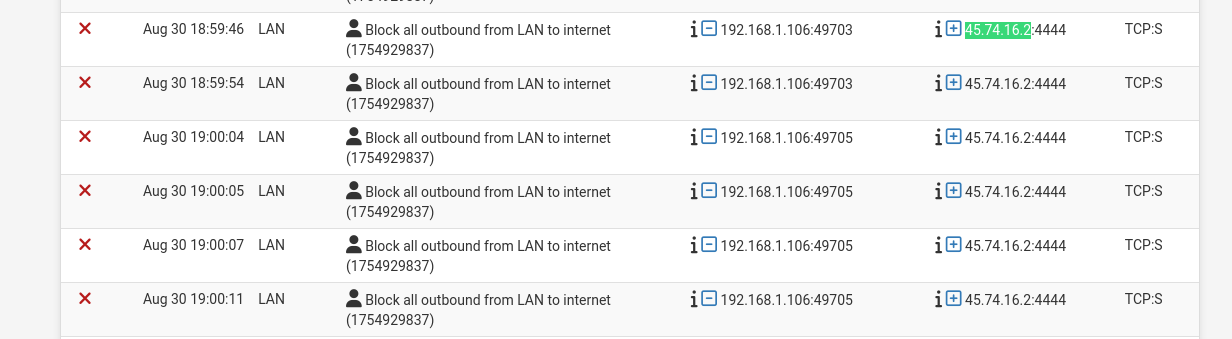 ✕ Aug 30 18:59:46 LAN Block all outbound from LAN to internet 192.168.1.106:49703 45.74.16.2:4444 TCP:S
(1754929837)
✕ Aug 30 18:59:54 LAN Block all outbound from LAN to internet 192.168.1.106:49703 45.74.16.2:4444 TCP:S
(1754929837)
✕ Aug 30 19:00:04 LAN Block all outbound from LAN to internet 192.168.1.106:49705 45.74.16.2:4444 TCP:S
(1754929837)
✕ Aug 30 19:00:05 LAN Block all outbound from LAN to internet 192.168.1.106:49705 45.74.16.2:4444 TCP:S
(1754929837)
✕ Aug 30 19:00:07 LAN Block all outbound from LAN to internet 192.168.1.106:49705 45.74.16.2:4444 TCP:S
(1754929837)
✕ Aug 30 19:00:11 LAN Block all outbound from LAN to internet 192.168.1.106:49705 45.74.16.2:4444 TCP:S
(1754929837)